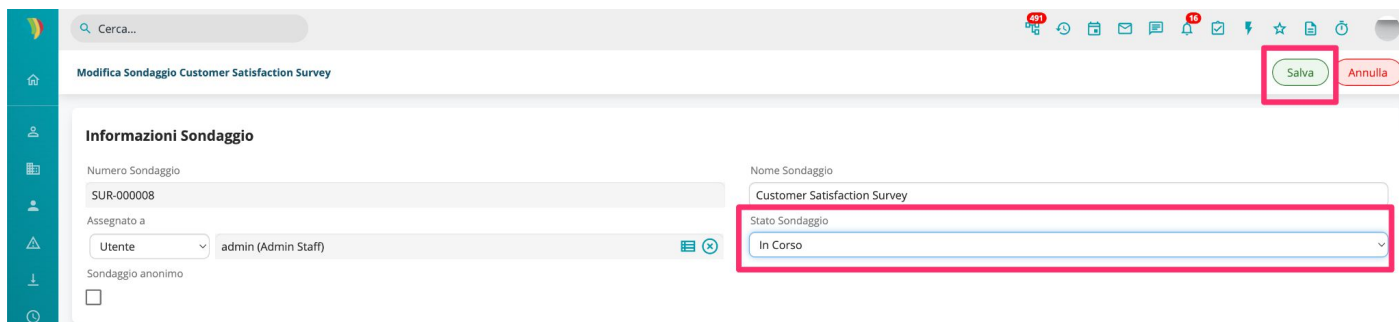 Cerca...
491
16
Modifica Sondaggio Customer Satisfaction Survey
Salva
Annulla
Informazioni Sondaggio
Numero Sondaggio
Nome Sondaggio
SUR-000008
Customer Satisfaction Survey
Assegnato a
Stato Sondaggio
Utente
admin (Admin Staff)
In Corso
Sondaggio anonimo